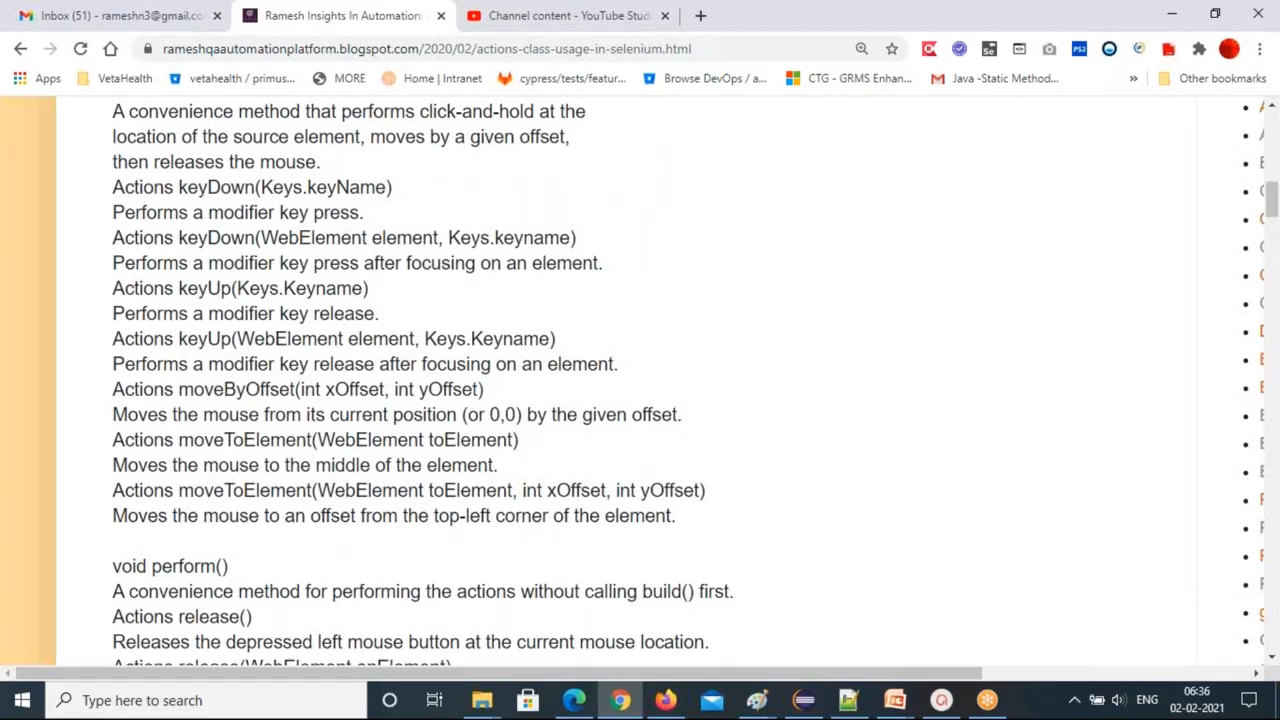 Inbox (51) - rameshn3@gmail.co
Ramesh Insights In Automation:
Channel content - YouTube Stud
rameshqaautomationplatform.blogspot.com/2020/02/actions-class-usage-in-selenium.html
Apps
VetaHealth
vetahealth / primus...
MORE
Home | Intranet
cypress/tests/featur...
Browse DevOps / a...
CTG - GRMS Enhan...
Java -Static Method...
»
Other bookmarks
A convenience method that performs click-and-hold at the
location of the source element, moves by a given offset,
then releases the mouse.
Actions keyDown(Keys.keyName)
Performs a modifier key press.
Actions keyDown(WebElement element, Keys.keyname)
Performs a modifier key press after focusing on an element.
Actions keyUp(Keys.Keyname)
Performs a modifier key release.
Actions keyUp(WebElement element, Keys.Keyname)
Performs a modifier key release after focusing on an element.
Actions moveByOffset(int xOffset, int yOffset)
Moves the mouse from its current position (or 0,0) by the given offset.
Actions moveToElement(WebElement toElement)
Moves the mouse to the middle of the element.
Actions moveToElement(WebElement toElement, int xOffset, int yOffset)
Moves the mouse to an offset from the top-left corner of the element.
void perform()
A convenience method for performing the actions without calling build() first.
Actions release()
Releases the depressed left mouse button at the current mouse location.
Actions release(WebElement onElement)
Type here to search
ENG
06:36
02-02-2021